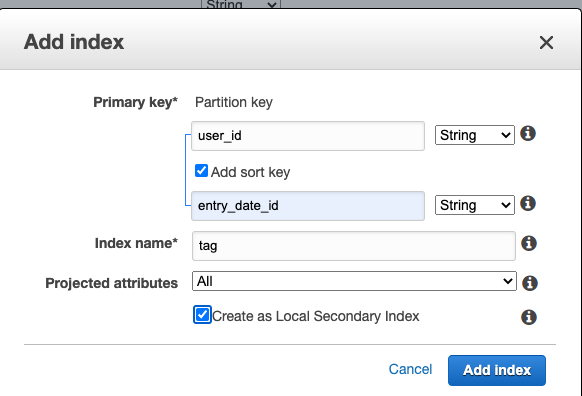 String
Add index
Primary key* Partition key
user_id String
Add sort key
entry_date_id String
Index name* tag
Projected attributes All
Create as Local Secondary Index
Cancel Add index